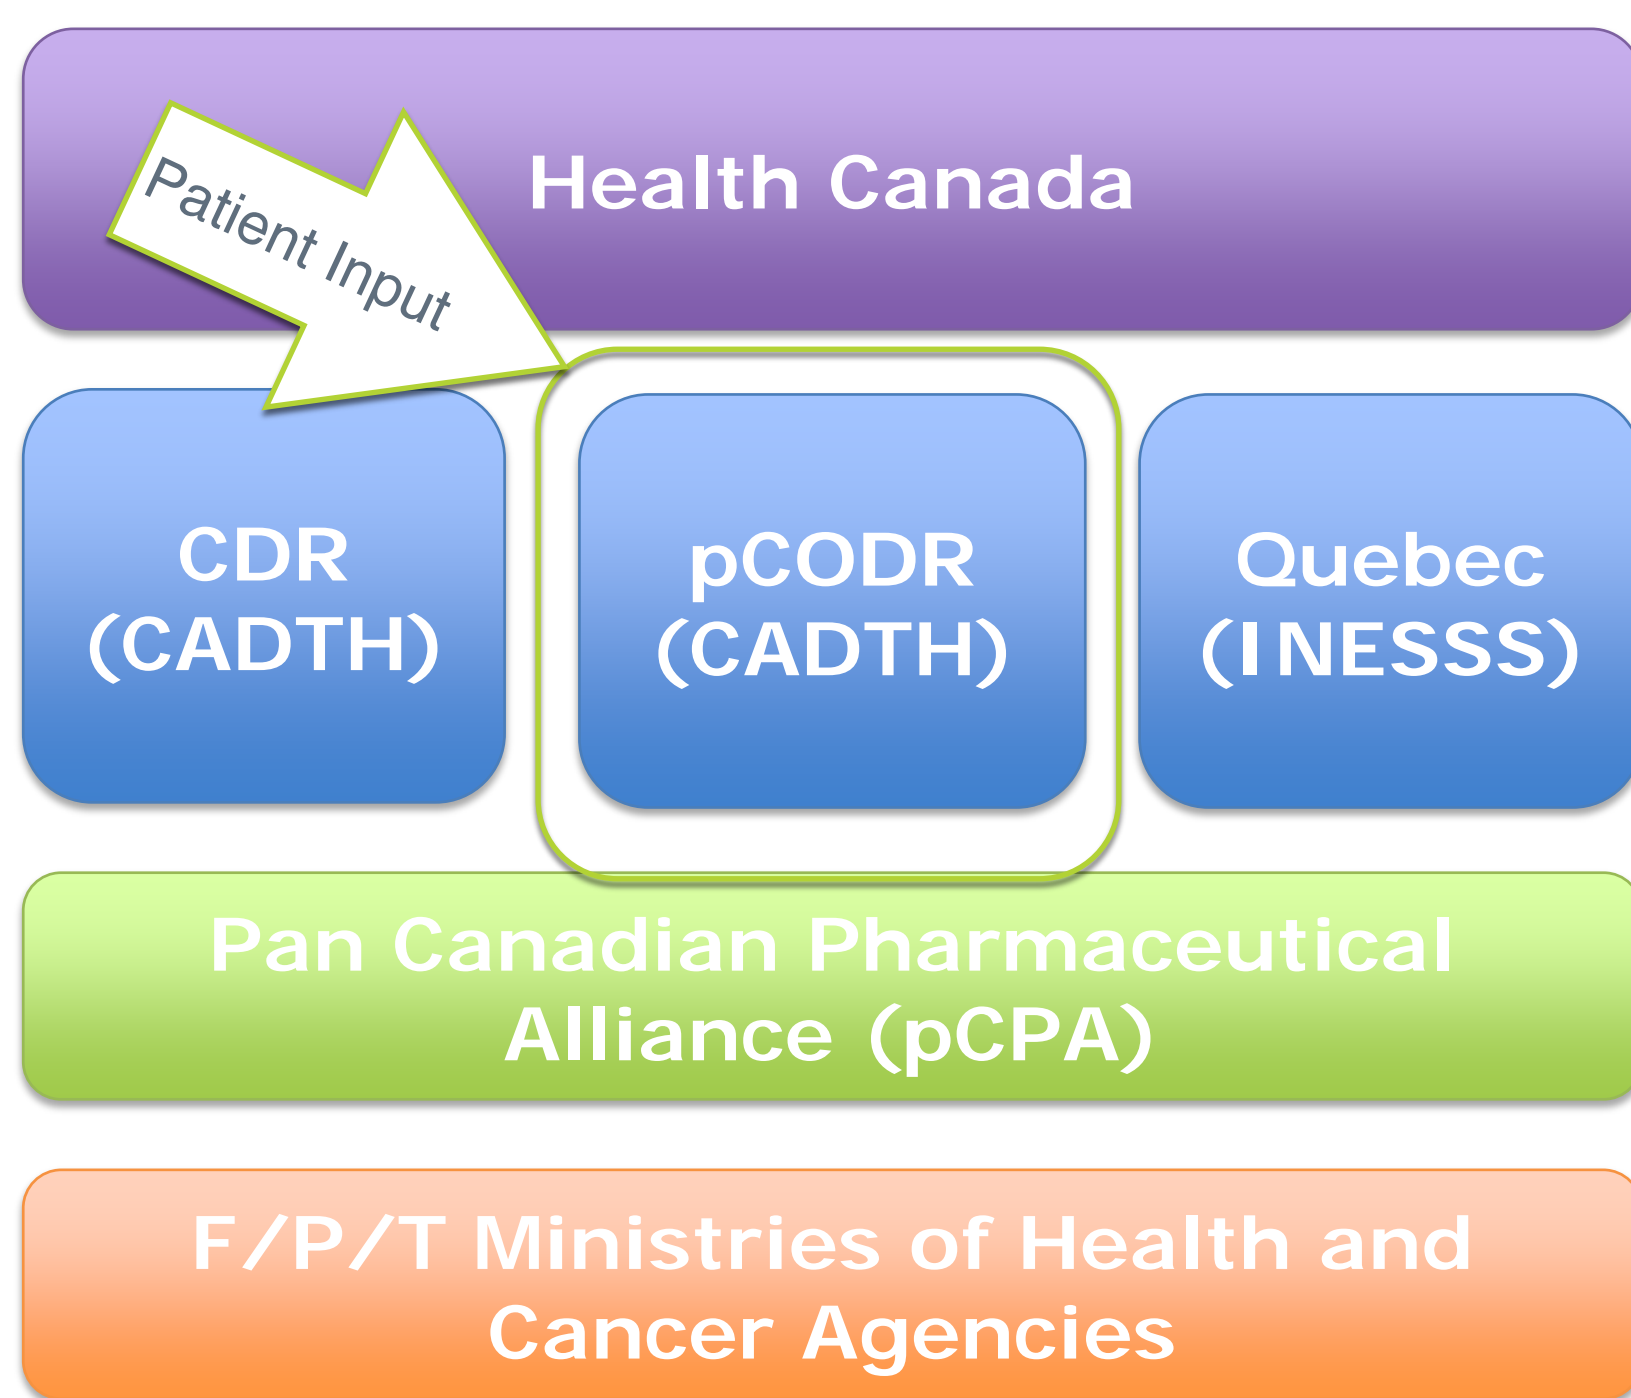 Health Canada
Patient Input
CDR
(CADTH)
pCODR
(CADTH)
Quebec
(INESSS)
Pan Canadian Pharmaceutical
Alliance (pCPA)
F/P/T Ministries of Health and
Cancer Agencies